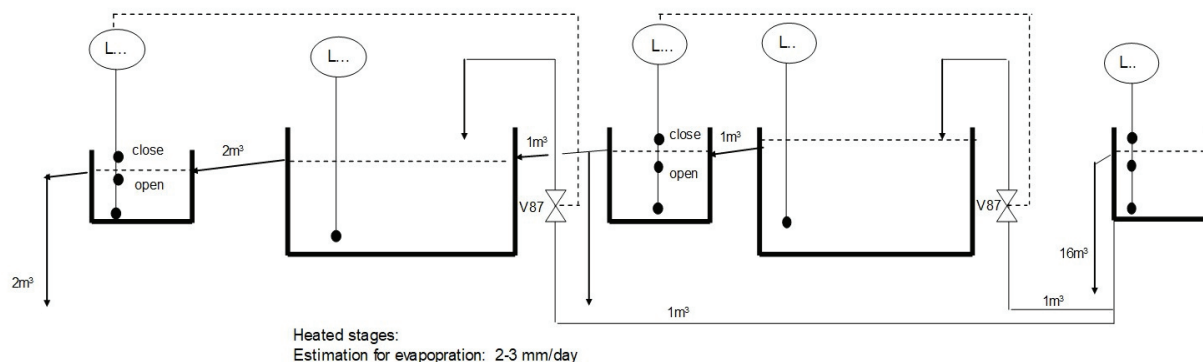 L...
L...
L...
L..
L..
close
open
2m³
2m³
1m³
V87
close
open
1m³
V87
16m³
1m³
1m³
Heated stages:
Estimation for evapopration: 2-3 mm/day